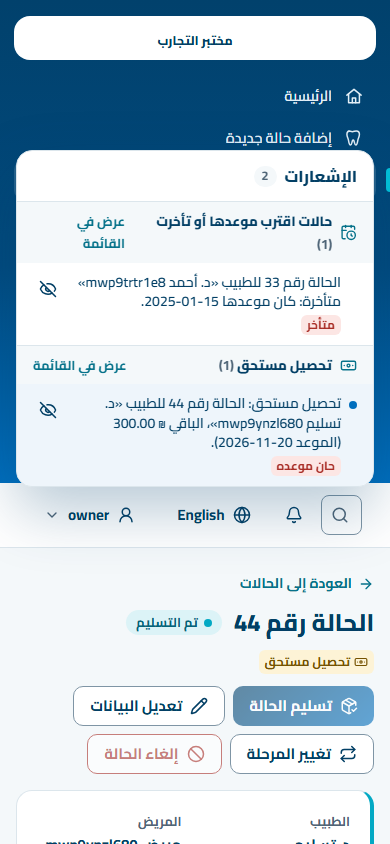 مختبر التجارب
الرئيسية
إضافة حالة جديدة
الإشعارات 2
حالات اقترب موعدها أو تأخرت (1)
عرض في القائمة
الحالة رقم 33 للطبيب «د. أحمد mwp9trtr1e8»
متأخرة: كان موعدها 15-01-2025.
متأخر
تحصيل مستحق (1) عرض في القائمة
تحصيل مستحق: الحالة رقم 44 للطبيب «د.
تسليم mwp9ynzl680»، الباقي ₪ 300.00
(الموعد 20-11-2026).
حان موعده
English owner
العودة إلى الحالات
الحالة رقم 44 تم التسليم
تحصيل مستحق
تسليم الحالة تعديل البيانات
تغيير المرحلة إلغاء الحالة
الطبيب المريض